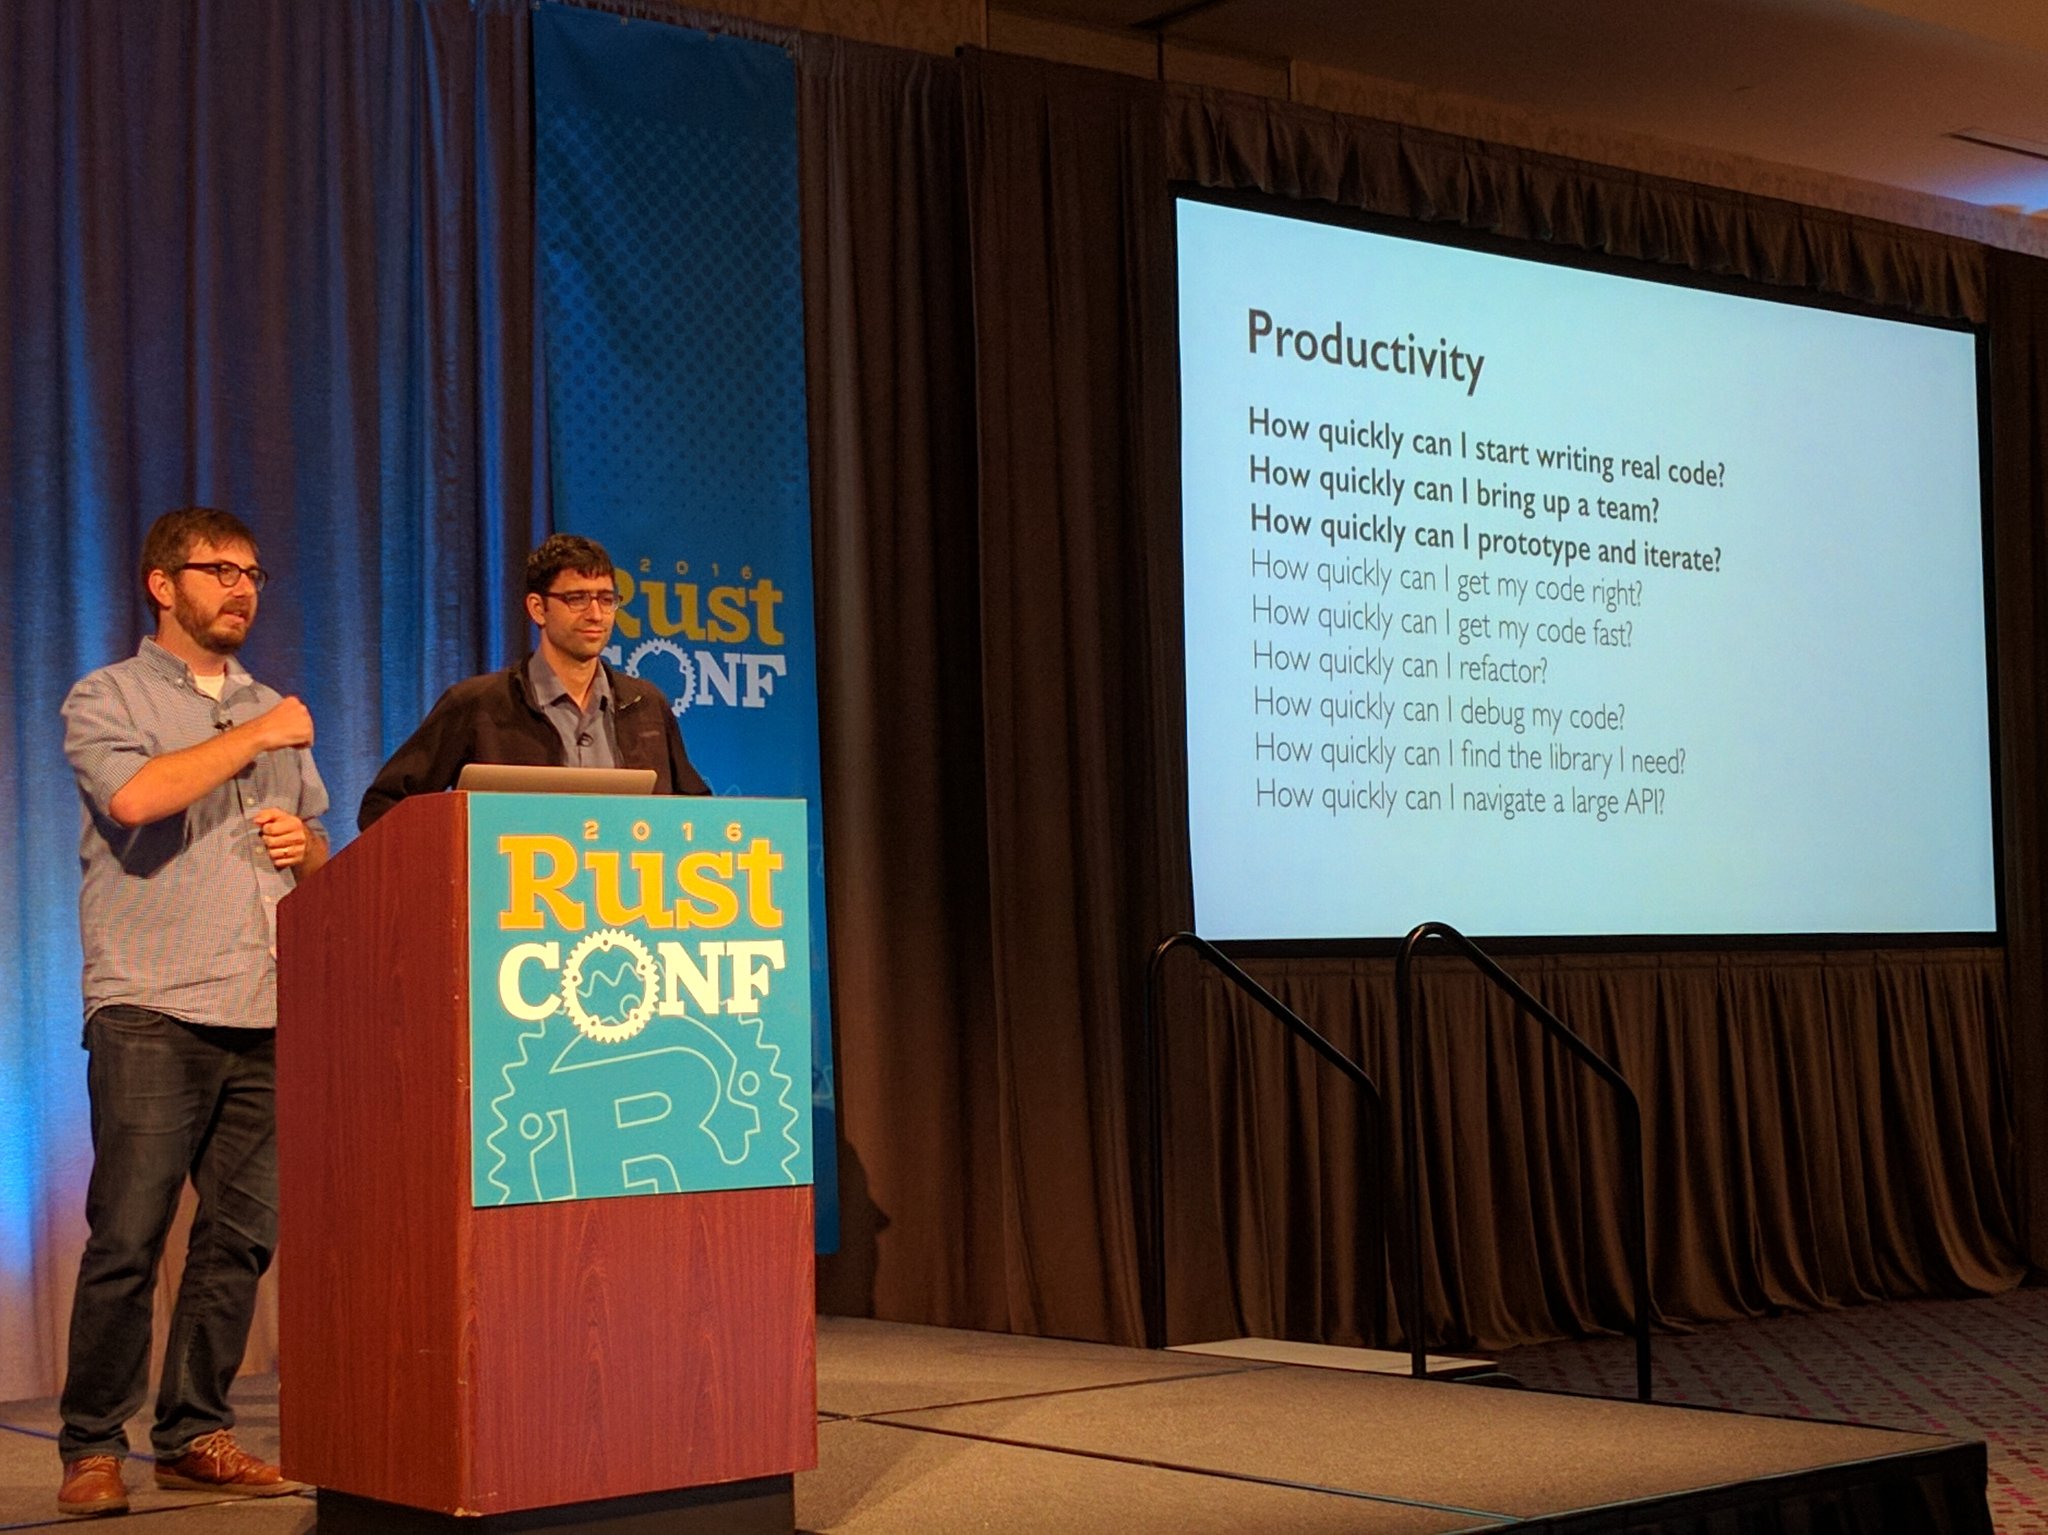 2016
Rust
CONF
2016
Rust
CONF
R
Productivity
How quickly can I start writing real code?
How quickly can I bring up a team?
How quickly can I prototype and iterate?
How quickly can I get my code right?
How quickly can I get my code fast?
How quickly can I refactor?
How quickly can I debug my code?
How quickly can I find the library I need?
How quickly can I navigate a large API?